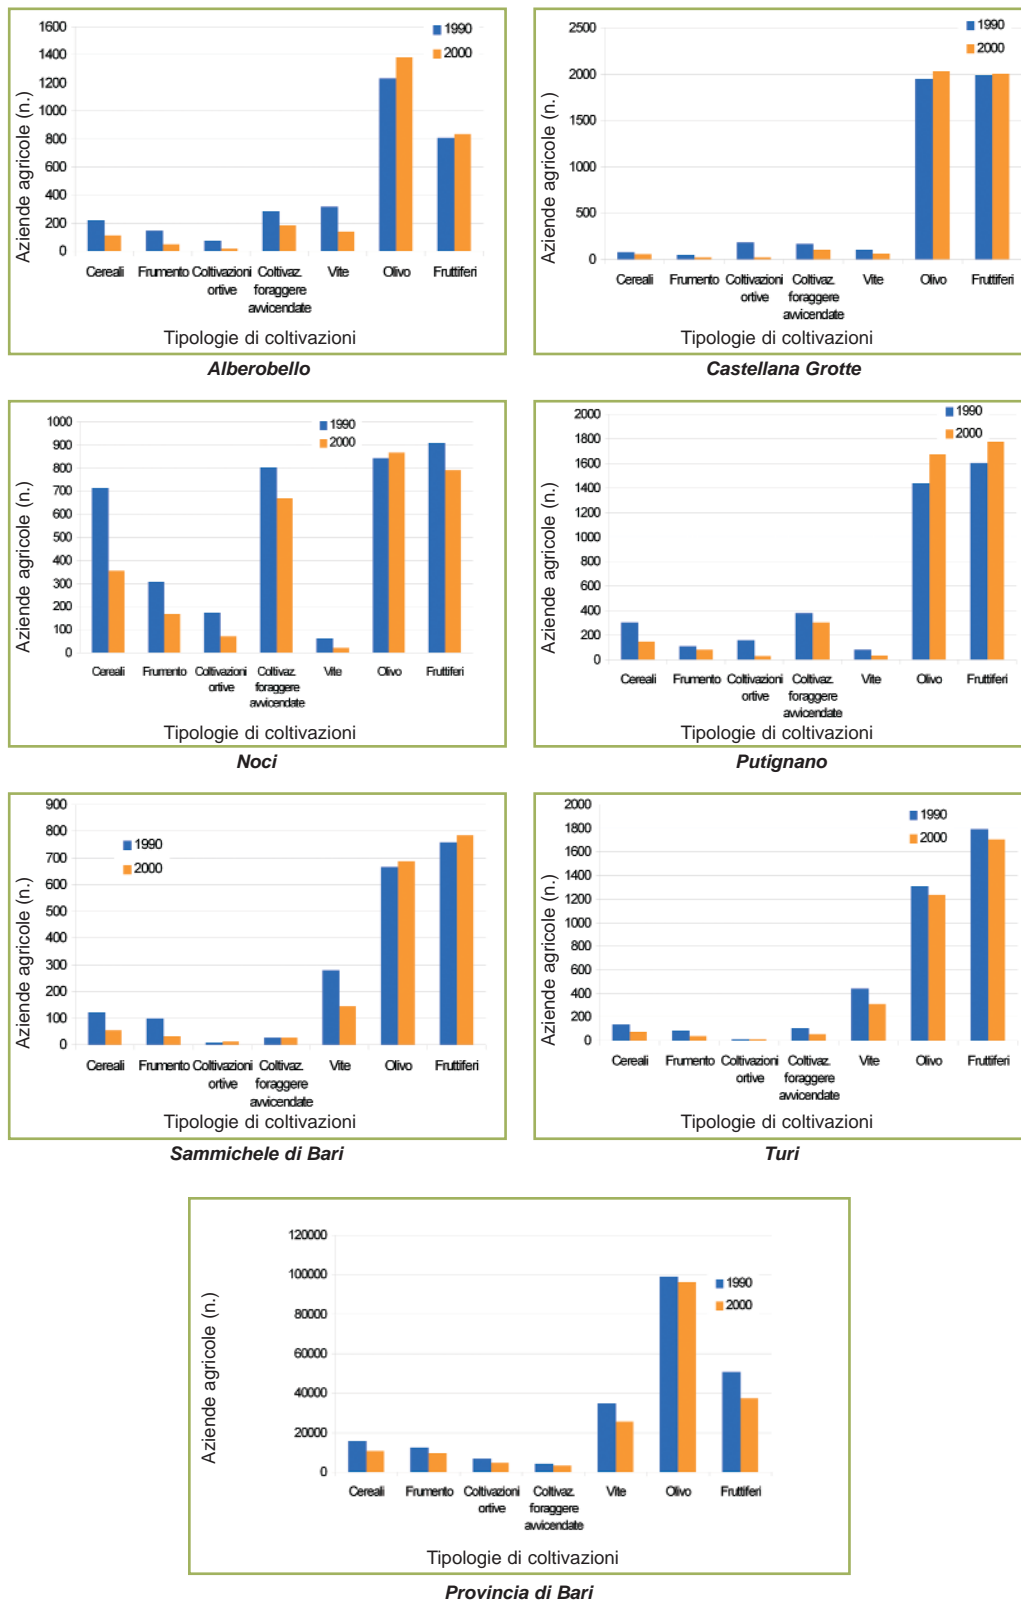 1600
1400
1200
1000
800
600
400
200
0
1990
2000
Aziende agricole (n.)
Cereali Frumento Coltivazioni ortive Coltivaz. foraggere avvicendate Vite Olivo Fruttiferi
Tipologie di coltivazioni
Alberobello
2500
2000
1500
1000
500
0
1990
2000
Aziende agricole (n.)
Cereali Frumento Coltivazioni ortive Coltivaz. foraggere avvicendate Vite Olivo Fruttiferi
Tipologie di coltivazioni
Castellana Grotte
1000
900
800
700
600
500
400
300
200
100
0
1990
2000
Aziende agricole (n.)
Cereali Frumento Coltivazioni ortive Coltivaz. foraggere avvicendate Vite Olivo Fruttiferi
Tipologie di coltivazioni
Noci
2000
1800
1600
1400
1200
1000
800
600
400
200
0
1990
2000
Aziende agricole (n.)
Cereali Frumento Coltivazioni ortive Coltivaz. foraggere avvicendate Vite Olivo Fruttiferi
Tipologie di coltivazioni
Putignano
900
800
700
600
500
400
300
200
100
0
1990
2000
Aziende agricole (n.)
Cereali Frumento Coltivazioni ortive Coltivaz. foraggere avvicendate Vite Olivo Fruttiferi
Tipologie di coltivazioni
Sammichele di Bari
2000
1800
1600
1400
1200
1000
800
600
400
200
0
1990
2000
Aziende agricole (n.)
Cereali Frumento Coltivazioni ortive Coltivaz. foraggere avvicendate Vite Olivo Fruttiferi
Tipologie di coltivazioni
Turi
120000
100000
80000
60000
40000
20000
0
1990
2000
Aziende agricole (n.)
Cereali Frumento Coltivazioni ortive Coltivaz. foraggere avvicendate Vite Olivo Fruttiferi
Tipologie di coltivazioni
Provincia di Bari